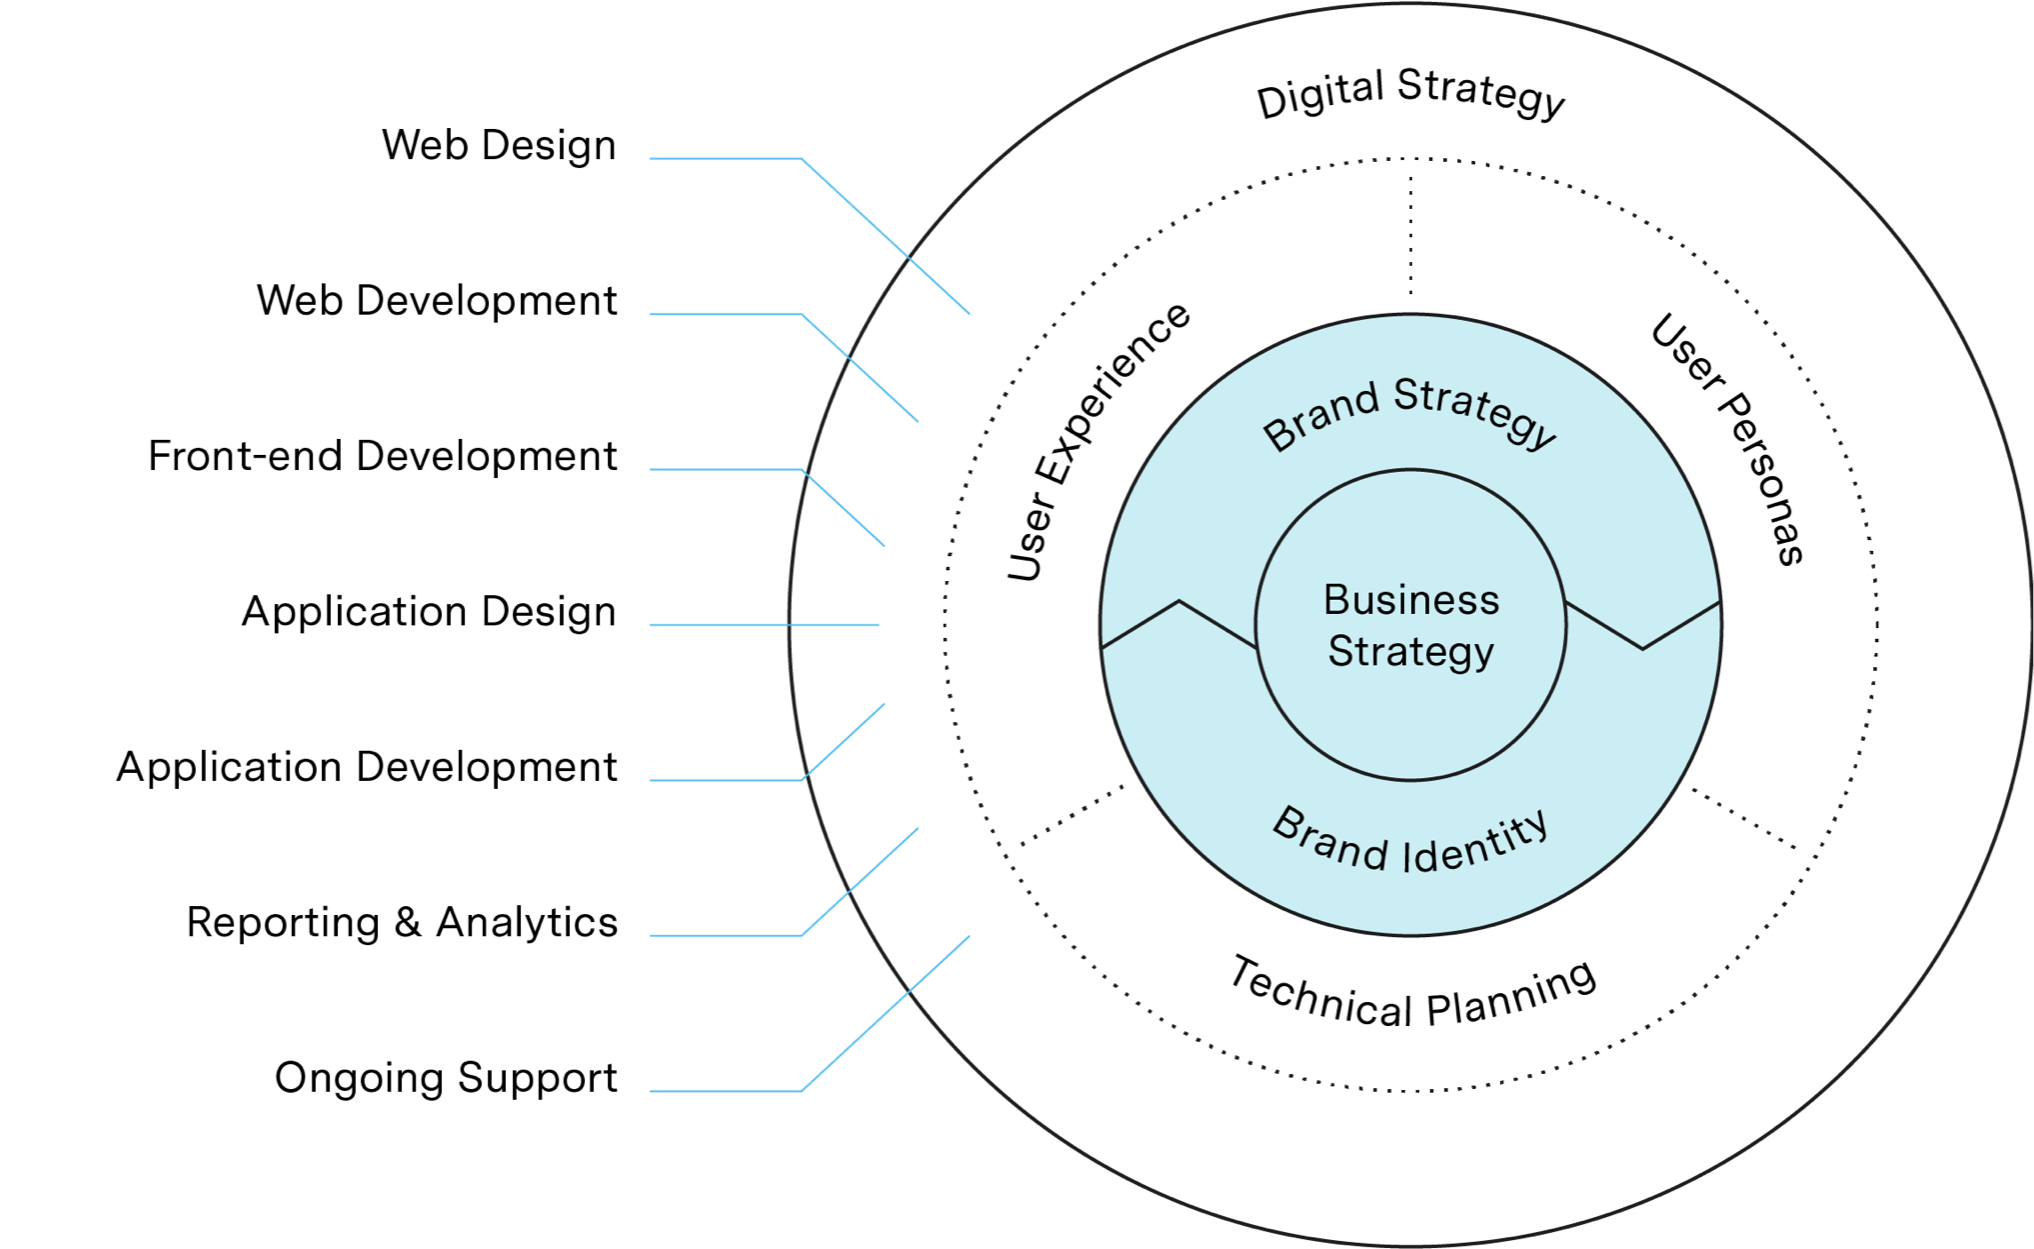 Web Design
Web Development
Front-end Development
Application Design
Application Development
Reporting & Analytics
Ongoing Support
Digital Strategy
User Experience
User Personas
Technical Planning
Brand Strategy
Business
Strategy
Brand Identity